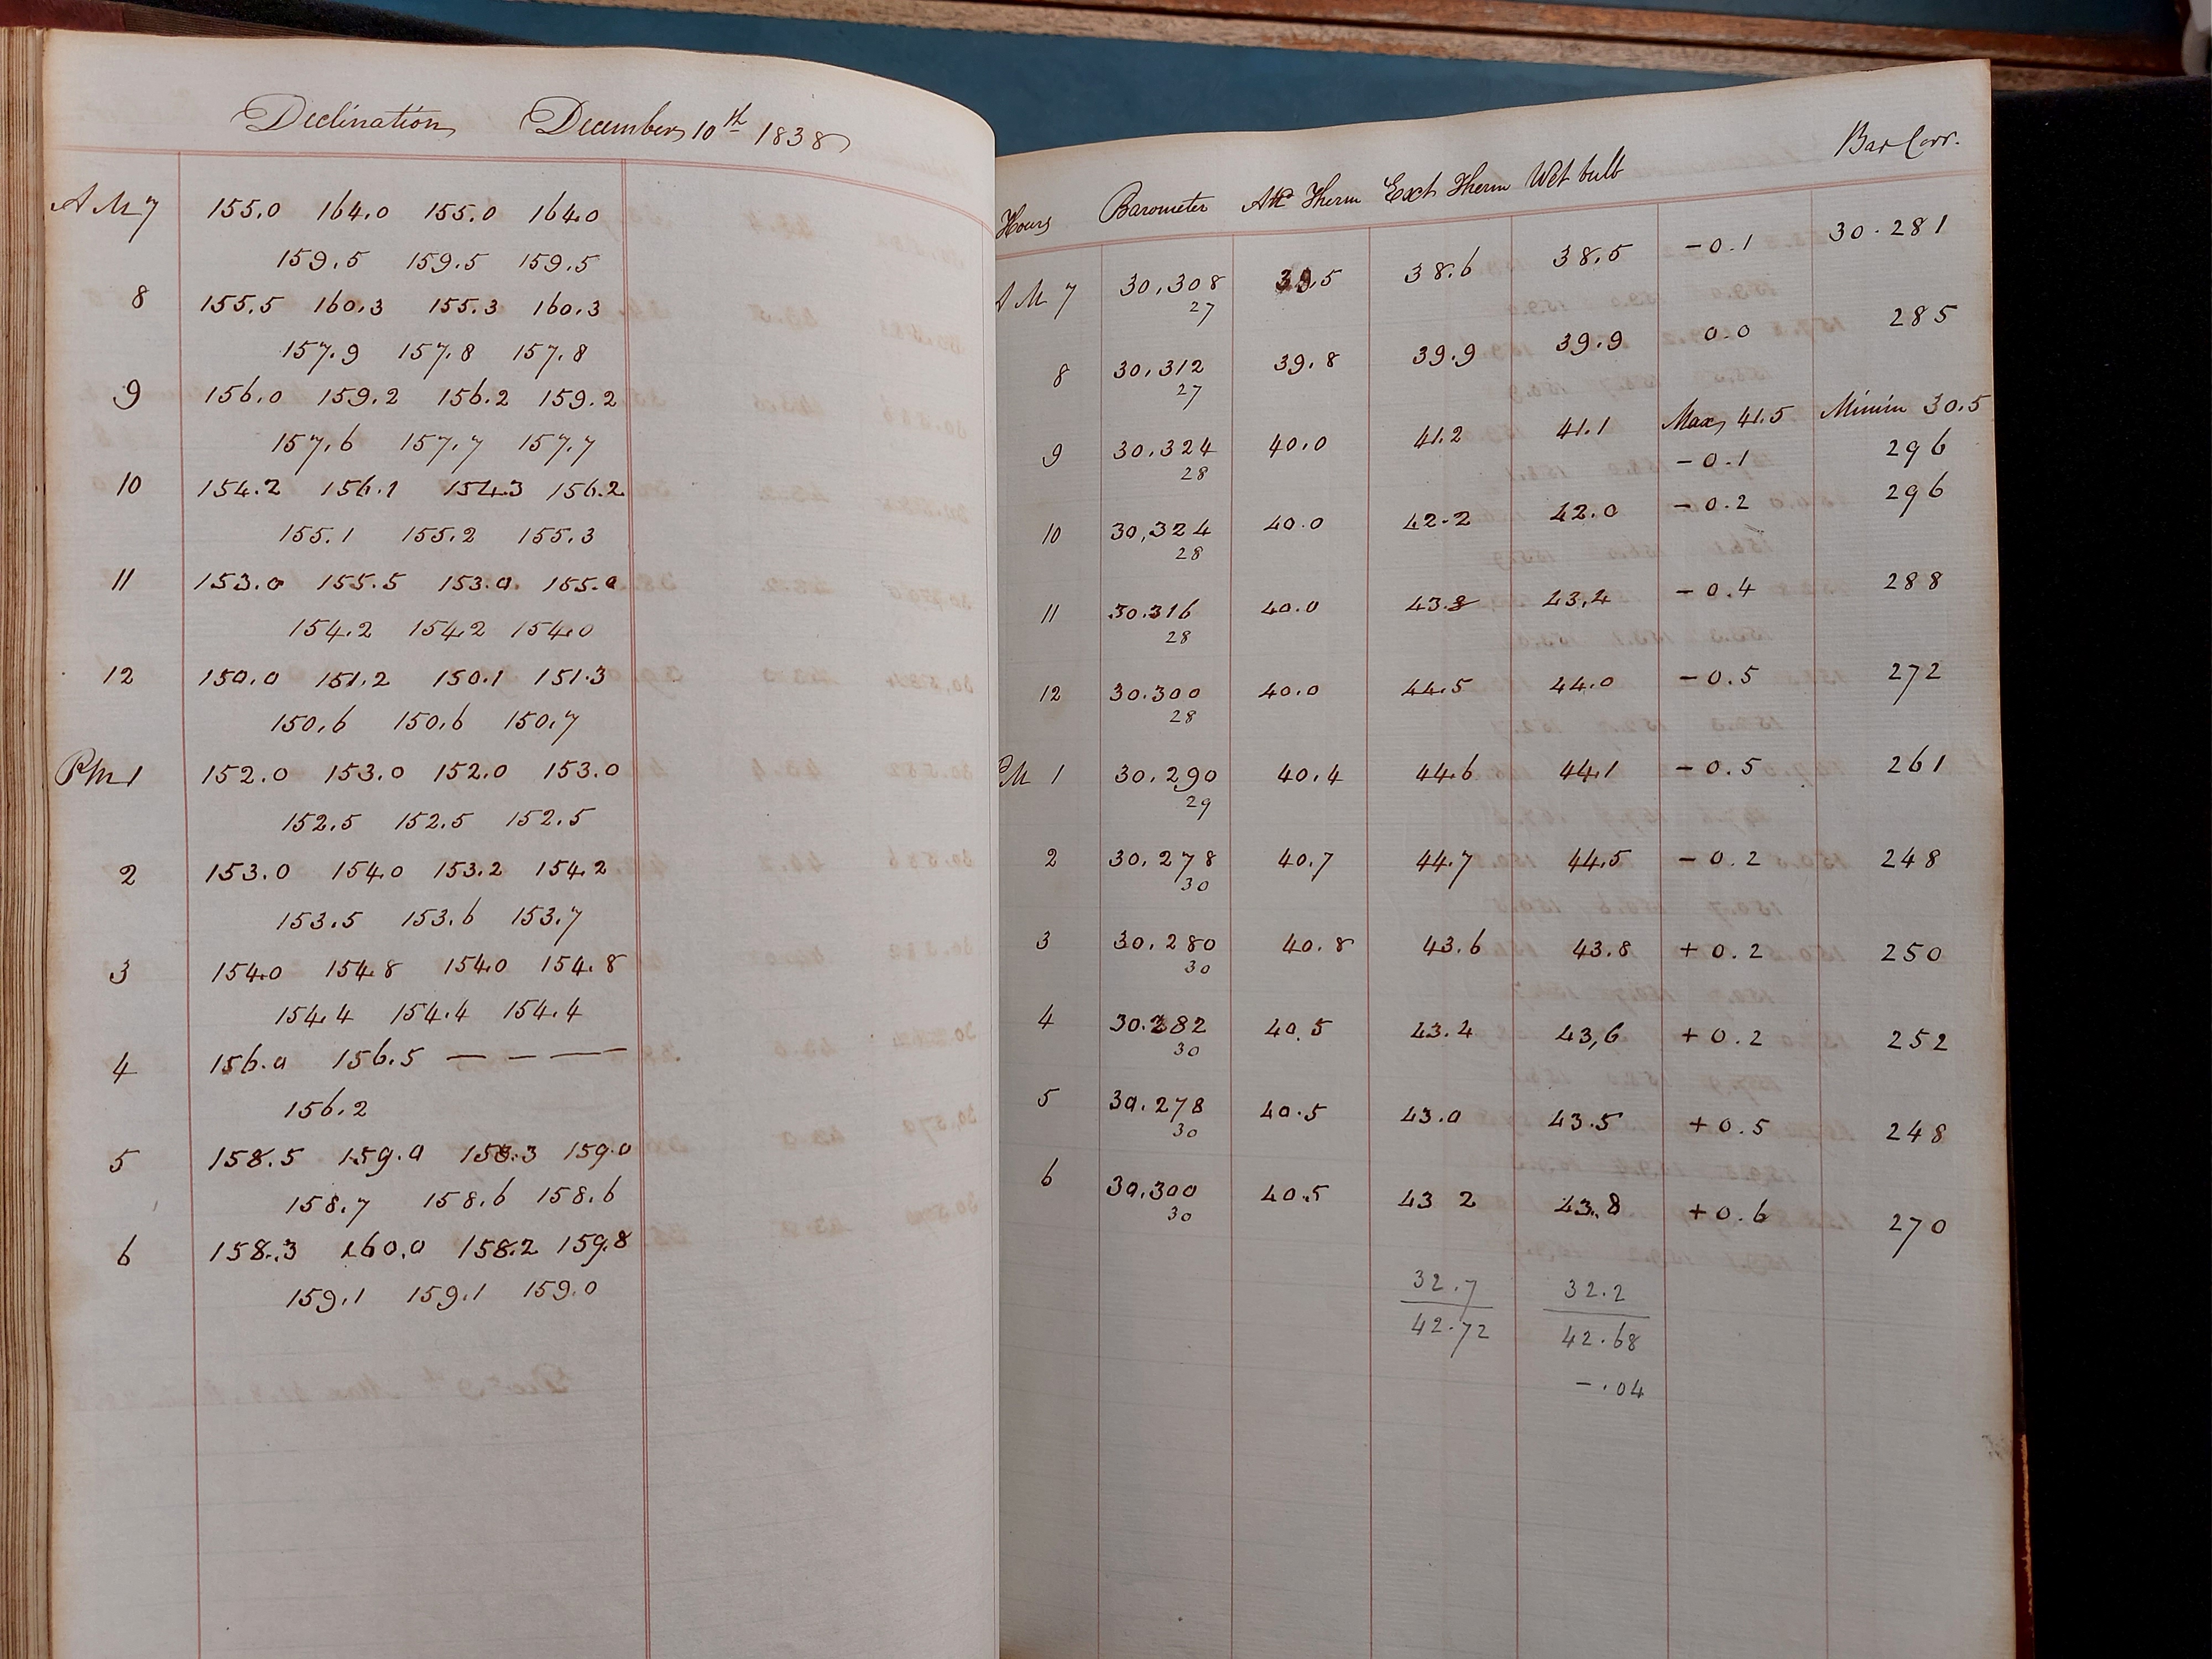 Declination December 10th 1838
AM 7 155.0 164.0 155.0 164.0
159.5 159.5 159.5
8 155.5 160.3 155.3 160.3
157.9 157.8 157.8
9 156.0 159.2 156.2 159.2
157.6 157.7 157.7
10 154.2 156.1 154.3 156.2
155.1 155.2 155.3
11 153.0 155.5 153.0 155.0
154.2 154.2 154.0
12 150.0 151.2 150.1 151.3
150.6 150.6 150.7
PM 1 152.0 153.0 152.0 153.0
152.5 152.5 152.5
2 153.0 154.0 153.2 154.2
153.5 153.6 153.7
3 154.0 154.8 154.0 154.8
154.4 154.4 154.4
4 156.0 156.5 — — —
156.2
5 158.5 159.0 158.3 159.0
158.7 158.6 158.6
6 158.3 160.0 158.2 159.8
159.1 159.1 159.0
Hours Barometer Att Therm Ext Therm Wet bulb Bar Corr.
AM 7 30,308 39.5 38.6 38.5 -0.1 30.281
27
8 30,312 39.8 39.9 39.9 0.0 285
27
Max 41.5 Minim 30.5
9 30.324 40.0 41.2 41.1 -0.1 296
28
10 30,324 40.0 42.2 42.0 -0.2 296
28
11 30.316 40.0 43.8 43.4 -0.4 288
28
12 30.300 40.0 44.5 44.0 -0.5 272
28
PM 1 30.290 40.4 44.6 44.1 -0.5 261
29
2 30,278 40.7 44.7 44.5 -0.2 248
30
3 30,280 40.8 43.6 43.8 +0.2 250
30
4 30.282 40.5 43.4 43,6 +0.2 252
30
5 30.278 40.5 43.0 43.5 +0.5 248
30
6 30,300 40.5 43 2 43.8 +0.6 270
30
32.7 32.2
42.72 42.68
-.04